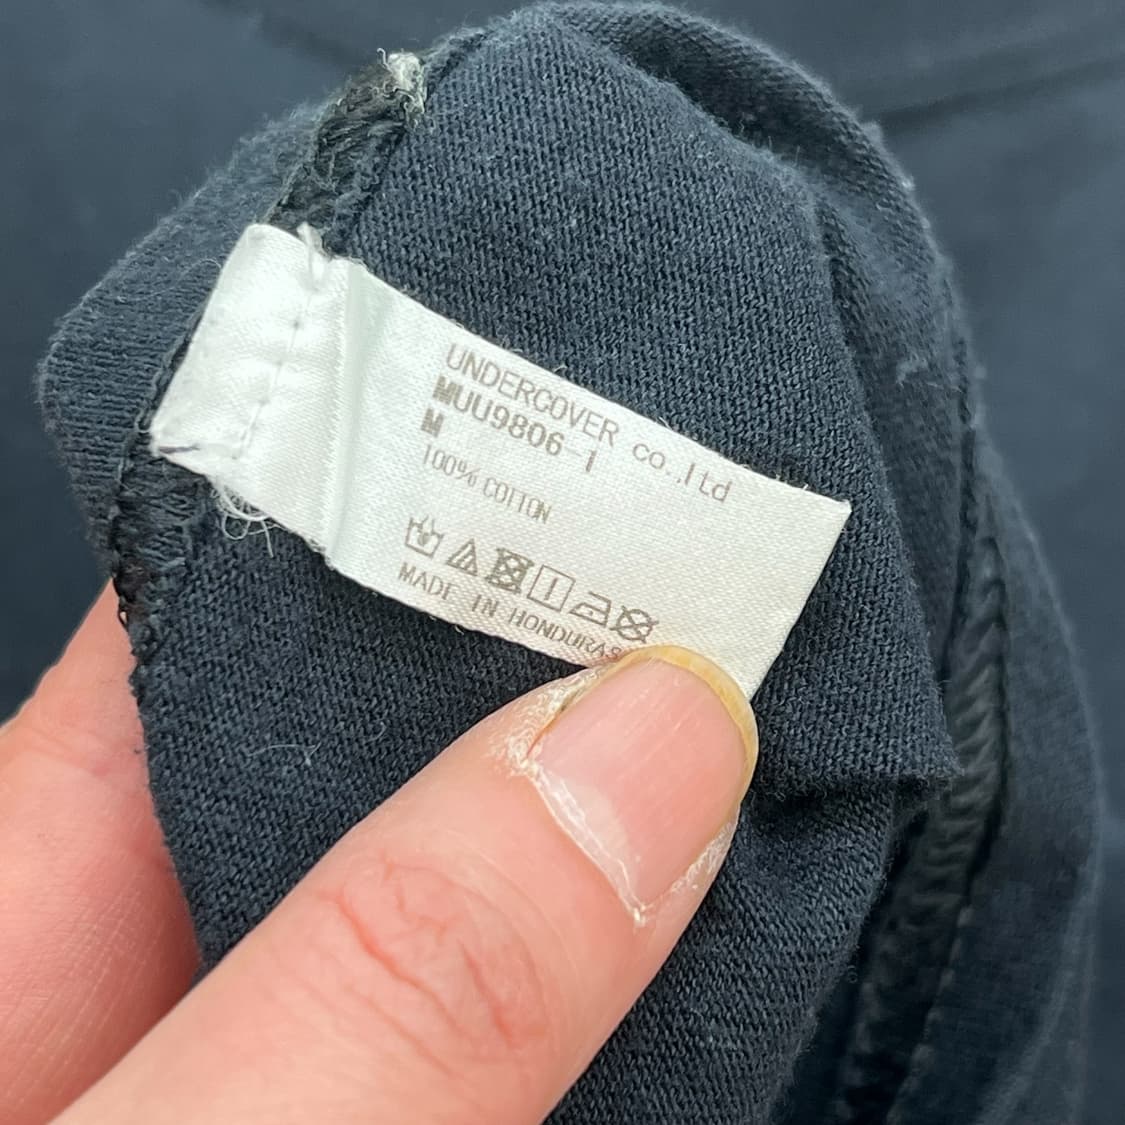 UNDERCOVER co.,ltd
MUU9806-1
M
100% COTTON
MADE IN HONDURAS